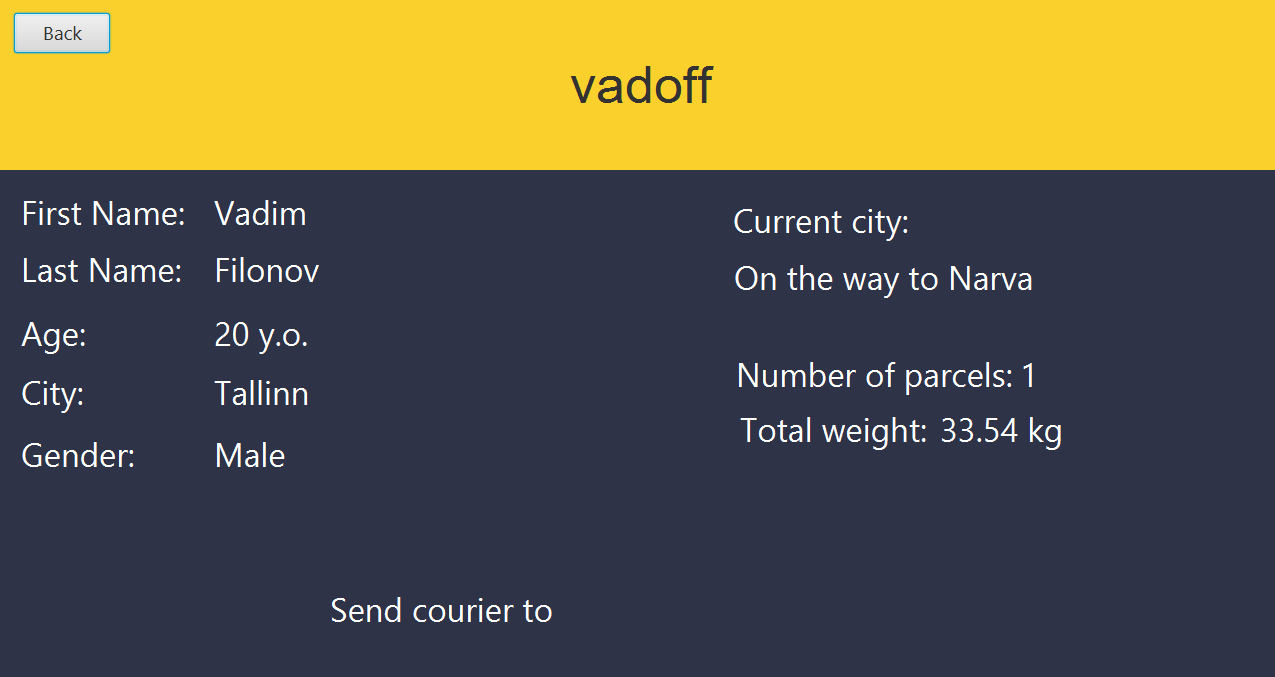 Back
vadoff
First Name: Vadim
Last Name: Filonov
Age: 20 y.o.
City: Tallinn
Gender: Male
Current city:
On the way to Narva
Number of parcels: 1
Total weight: 33.54 kg
Send courier to